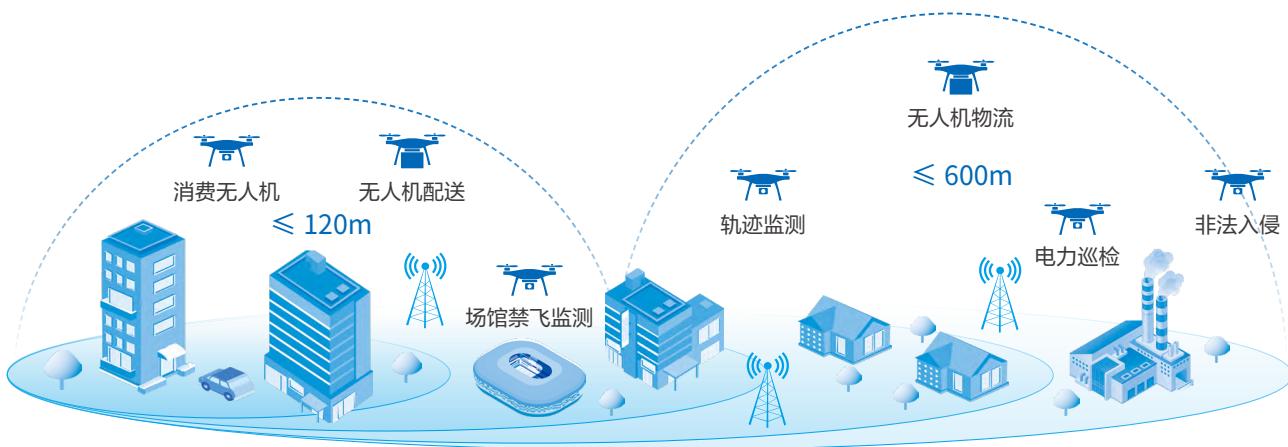 消费无人机
无人机配送
≤ 120m
场馆禁飞监测
无人机物流
≤ 600m
轨迹监测
电力巡检
非法入侵